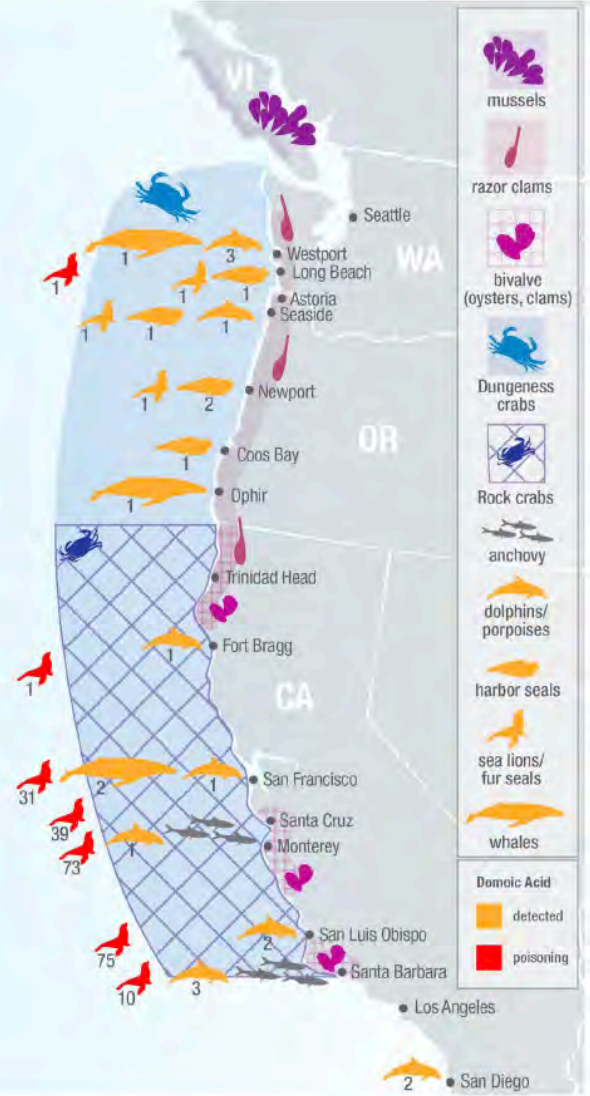 VI
Seattle
WA
1
3
Westport
1
1
1
Long Beach
Astoria
1
1
1
Seaside
1
2
Newport
OR
1
Coos Bay
1
Ophir
Trinidad Head
1
1
Fort Bragg
CA
31
2
1
San Francisco
39
Santa Cruz
73
1
Monterey
75
2
San Luis Obispo
10
3
Santa Barbara
Los Angeles
2
San Diego
mussels
razor clams
bivalve
(oysters, clams)
Dungeness
crabs
Rock crabs
anchovy
dolphins/
porpoises
harbor seals
sea lions/
fur seals
whales
Domoic Acid
detected
poisoning